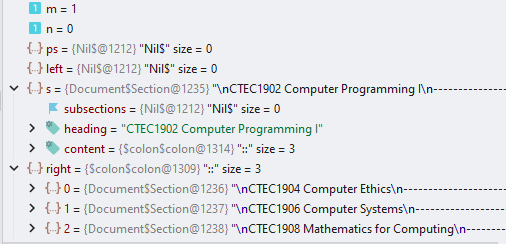 m = 1
n = 0
{..} ps = {Nil$@1212} "Nil$" size = 0
{..} left = {Nil$@1212} "Nil$" size = 0
{..} s = {Document$Section@1235} "\nCTEC1902 Computer Programming I\n-----------------
subsections = {Nil$@1212} "Nil$" size = 0
heading = "CTEC1902 Computer Programming I"
content = {$colon$colon@1314} "::" size = 3
{..} right = {$colon$colon@1309} "::" size = 3
{..} 0 = {Document$Section@1236} "\nCTEC1904 Computer Ethics\n-----------------------
{..} 1 = {Document$Section@1237} "\nCTEC1906 Computer Systems\n---------------------
{..} 2 = {Document$Section@1238} "\nCTEC1908 Mathematics for Computing\n----------